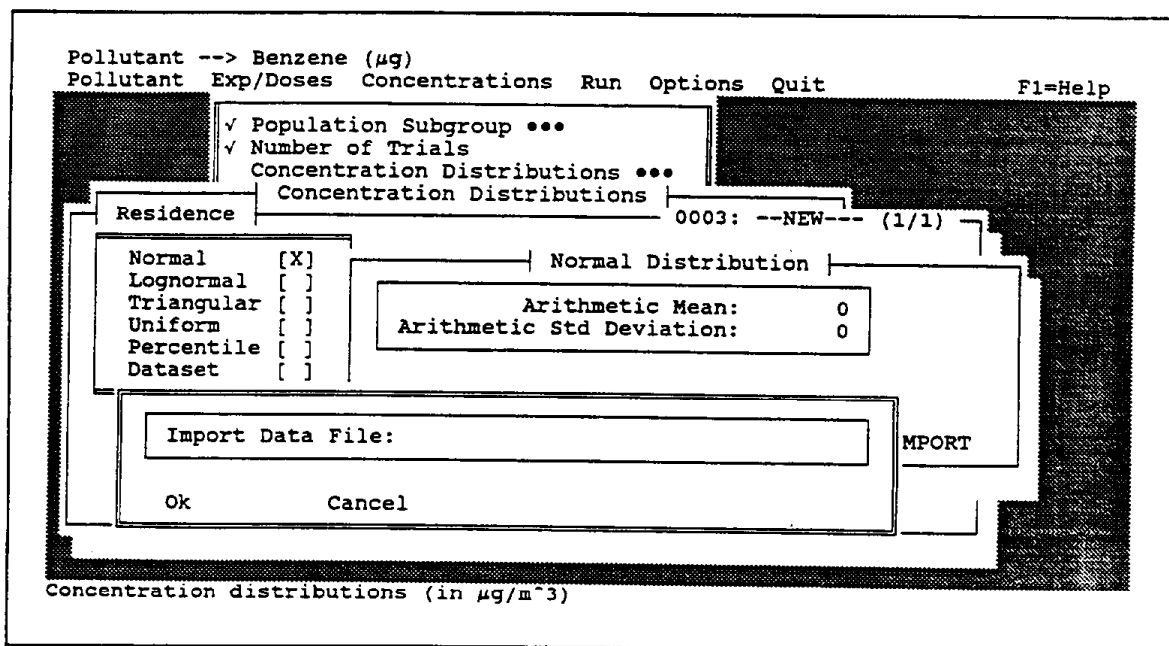 Pollutant --> Benzene (μg)
Pollutant Exp/Doses Concentrations Run Options Quit F1=Help
√ Population Subgroup •••
√ Number of Trials
Concentration Distributions •••
Concentration Distributions
Residence 0003: --NEW--- (1/1)
Normal [X] Normal Distribution
Lognormal [ ]
Triangular [ ] Arithmetic Mean: 0
Uniform [ ] Arithmetic Std Deviation: 0
Percentile [ ]
Dataset [ ]
Import Data File:
MPORT
Ok Cancel
Concentration distributions (in μg/m^3)